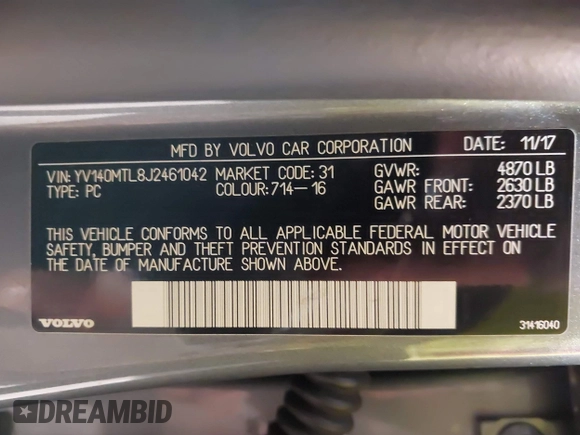 MFD BY VOLVO CAR CORPORATION DATE: 11/17
VIN: YV140MTL8J2461042 MARKET CODE: 31 GVWR: 4870 LB
TYPE: PC COLOUR: 714-16 GAWR FRONT: 2630 LB
GAWR REAR: 2370 LB
THIS VEHICLE CONFORMS TO ALL APPLICABLE FEDERAL MOTOR VEHICLE
SAFETY, BUMPER AND THEFT PREVENTION STANDARDS IN EFFECT ON
THE DATE OF MANUFACTURE SHOWN ABOVE.
VOLVO 31416040
DREAMBID